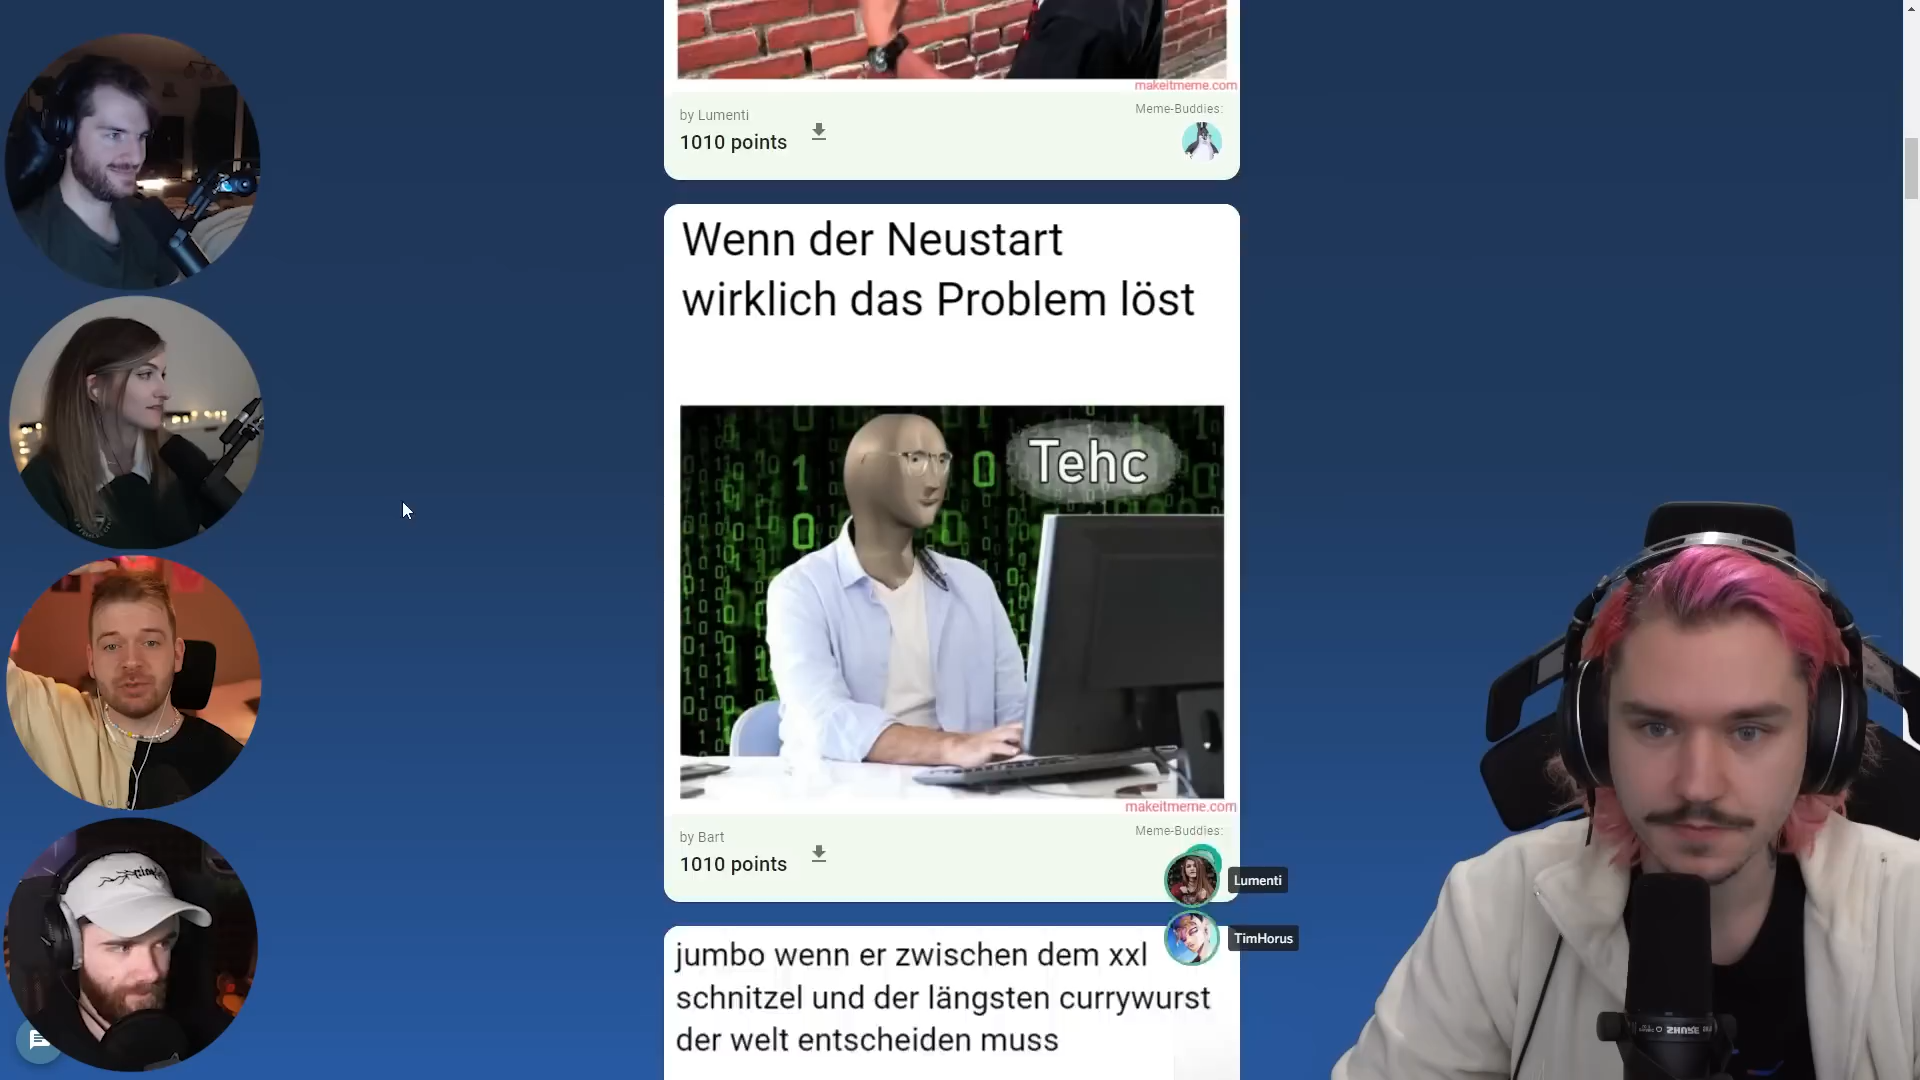 makeitmeme.com
by Lumenti
Meme-Buddies:
1010 points
Wenn der Neustart
wirklich das Problem löst
Tehc
makeitmeme.com
by Bart
Meme-Buddies:
1010 points
Lumenti
TimHorus
jumbo wenn er zwischen dem xxl
schnitzel und der längsten currywurst
der welt entscheiden muss
SHURE